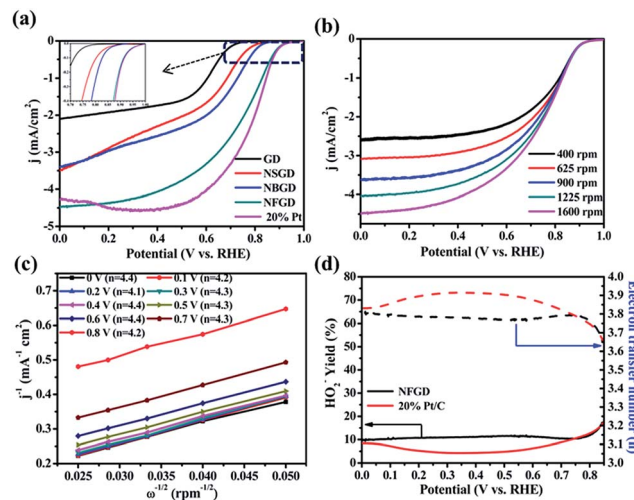 (a)
0
-1
-2
-3
-4
-5
j (mA/cm²)
GD
NSGD
NBGD
NFGD
20% Pt
0.0 0.2 0.4 0.6 0.8 1.0
Potential (V vs. RHE)
(b)
0
-1
-2
-3
-4
-5
j (mA/cm²)
400 rpm
625 rpm
900 rpm
1225 rpm
1600 rpm
0.0 0.2 0.4 0.6 0.8 1.0
Potential (V vs. RHE)
(c)
0 V (n=4.4) 0.1 V (n=4.2)
0.2 V (n=4.1) 0.3 V (n=4.3)
0.4 V (n=4.4) 0.5 V (n=4.3)
0.6 V (n=4.4) 0.7 V (n=4.3)
0.8 V (n=4.2)
0.7
0.6
0.5
0.4
0.3
0.2
j⁻¹ (mA⁻¹ cm²)
0.025 0.030 0.035 0.040 0.045 0.050
ω⁻¹/² (rpm⁻¹/²)
(d)
80
70
60
50
40
30
20
10
0
HO₂⁻ Yield (%)
NFGD
20% Pt/C
4.0
3.9
3.8
3.7
3.6
3.5
3.4
3.3
3.2
3.1
3.0
Electron transfer number (n)
0.0 0.2 0.4 0.6 0.8
Potential (V vs. RHE)